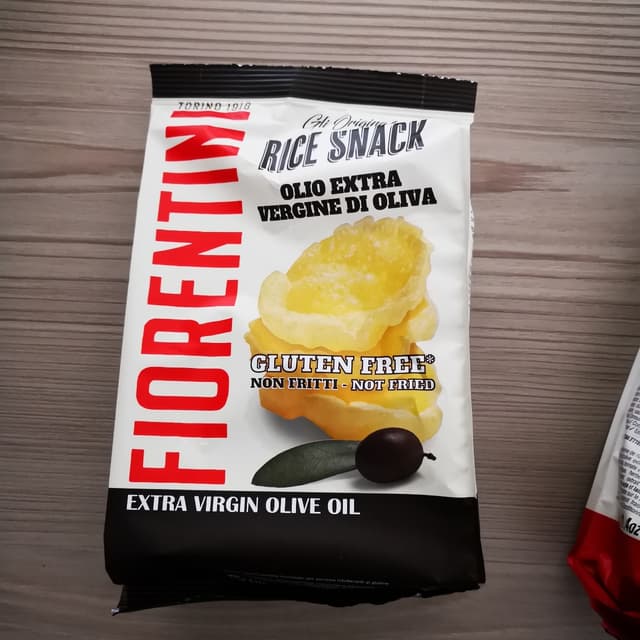 TORINO 1918
FIORENTINI
Gli Originali
RICE SNACK
OLIO EXTRA
VERGINE DI OLIVA
GLUTEN FREE*
NON FRITTI - NOT FRIED
EXTRA VIRGIN OLIVE OIL